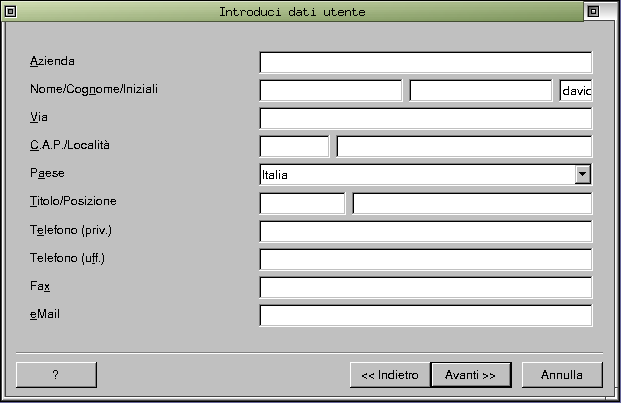 Introduci dati utente
Azienda
Nome/Cognome/Iniziali davic
Via
C.A.P./Località
Paese Italia
Titolo/Posizione
Telefono (priv.)
Telefono (uff.)
Fax
eMail
? << Indietro Avanti >> Annulla